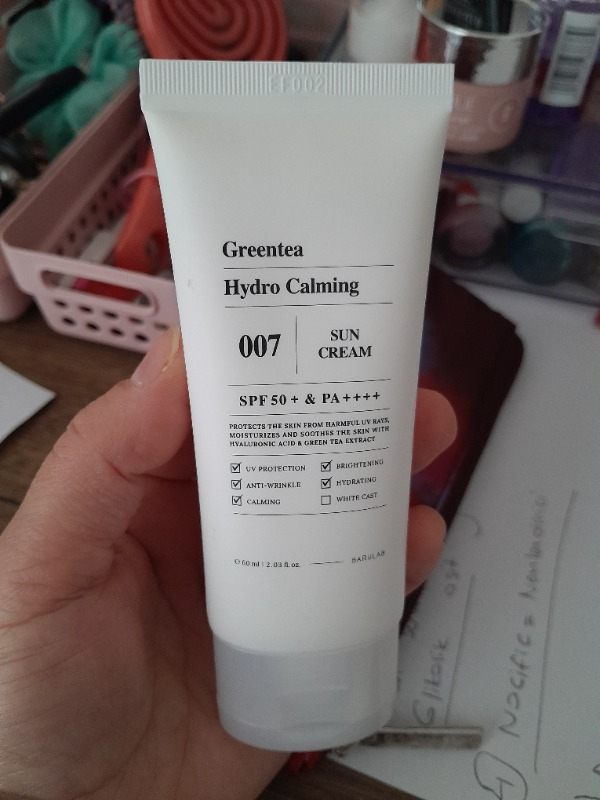 EF002
Greentea
Hydro Calming
007
SUN
CREAM
SPF 50+ & PA++++
PROTECTS THE SKIN FROM HARMFUL UV RAYS,
MOISTURIZES AND SOOTHES THE SKIN WITH
HYALURONIC ACID & GREEN TEA EXTRACT
UV PROTECTION
BRIGHTENING
ANTI-WRINKLE
HYDRATING
CALMING
WHITE CAST
℮ 60 ml | 2.03 fl.oz.
BARULAB